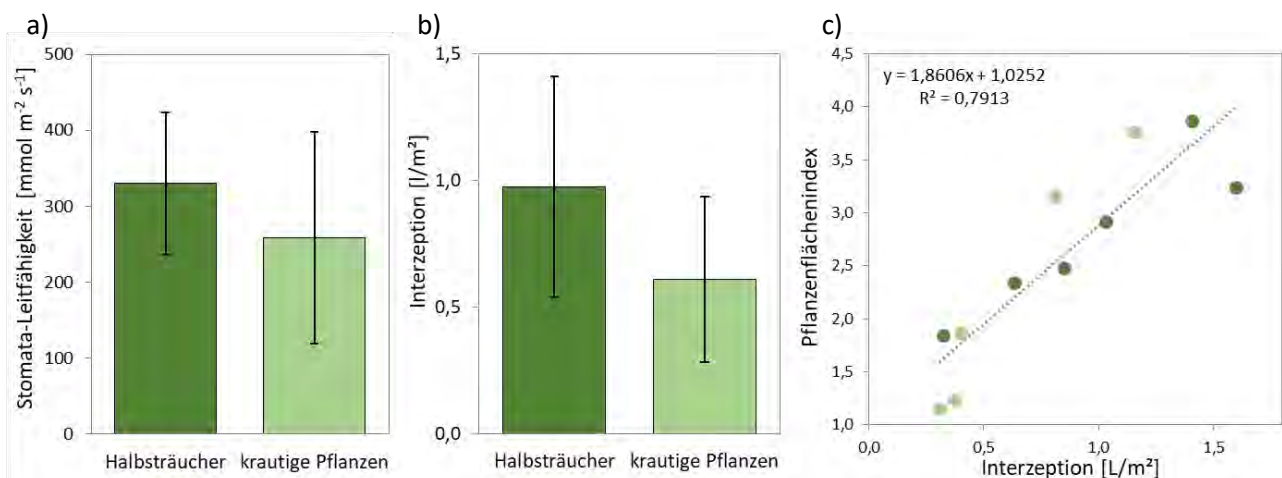 a)
Stomata-Leitfähigkeit [mmol m⁻² s⁻¹]
500
400
300
200
100
0
Halbsträucher
krautige Pflanzen
b)
Interzeption [l/m²]
1,5
1,0
0,5
0,0
Halbsträucher
krautige Pflanzen
c)
Pflanzenflächenindex
4,5
4,0
3,5
3,0
2,5
2,0
1,5
1,0
y = 1,8606x + 1,0252
R² = 0,7913
0,0
0,5
1,0
1,5
Interzeption [L/m²]